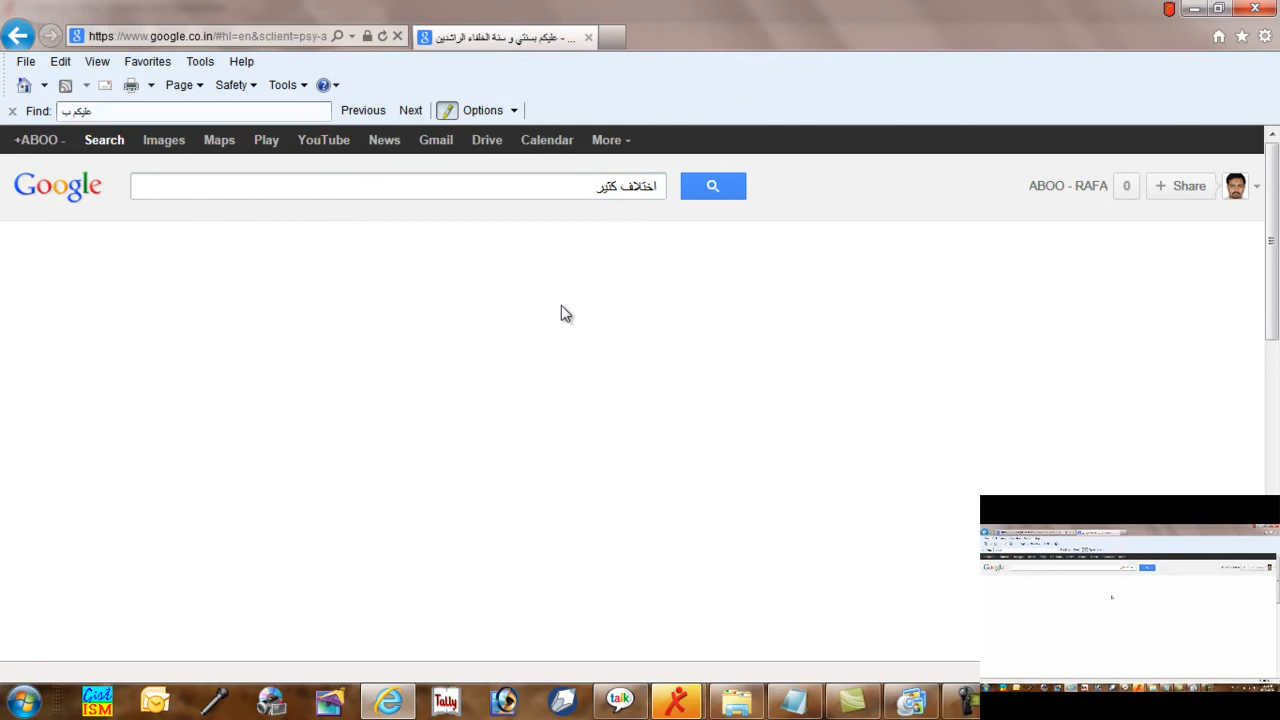 https://www.google.co.in/#hl=en&sclient=psy-a
عليكم بسنتي و سنة الخلفاء الراشدين - ...
File Edit View Favorites Tools Help
Page Safety Tools
Find: عليكم ب Previous Next Options
+ABOO - Search Images Maps Play YouTube News Gmail Drive Calendar More
Google اختلاف كثير ABOO - RAFA 0 + Share
Gist ISM Tally talk